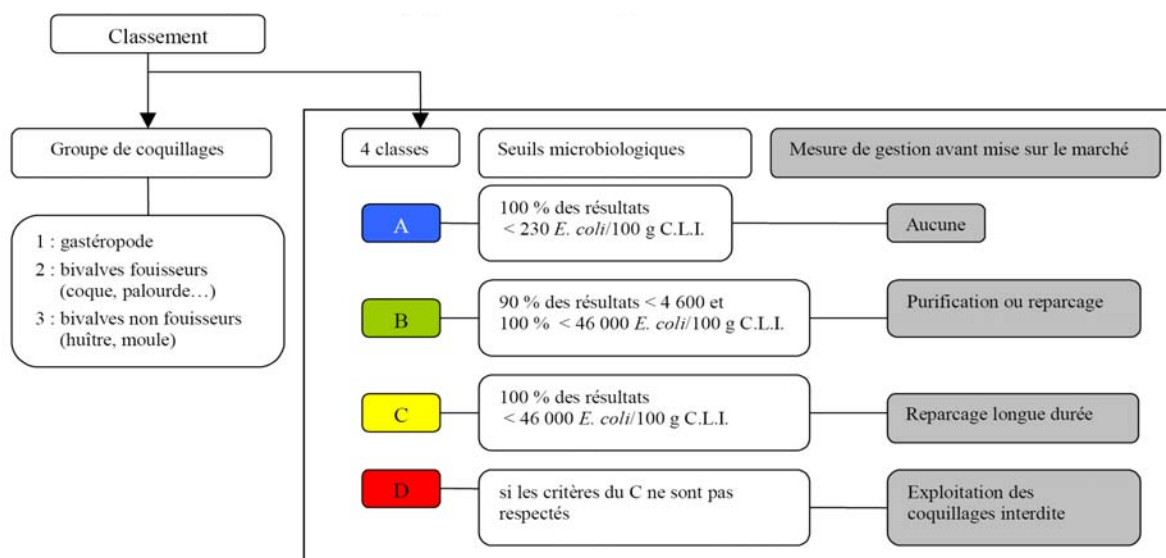 Classement
Groupe de coquillages
1 : gastéropode
2 : bivalves fouisseurs
(coque, palourde…)
3 : bivalves non fouisseurs
(huître, moule)
4 classes
Seuils microbiologiques
Mesure de gestion avant mise sur le marché
A
100 % des résultats
< 230 E. coli/100 g C.L.I.
Aucune
B
90 % des résultats < 4 600 et
100 % < 46 000 E. coli/100 g C.L.I.
Purification ou reparcage
C
100 % des résultats
< 46 000 E. coli/100 g C.L.I.
Reparcage longue durée
D
si les critères du C ne sont pas
respectés
Exploitation des
coquillages interdite